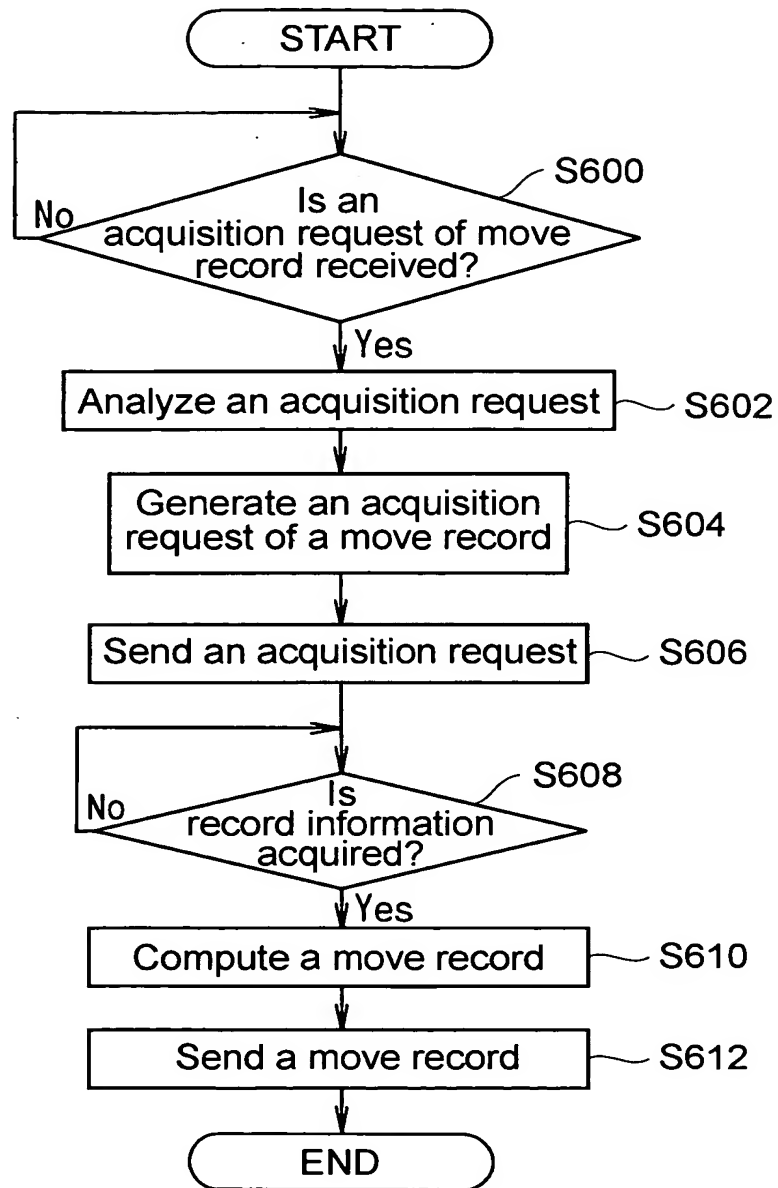 START
S600
No
Is an
acquisition request of move
record received?
Yes
Analyze an acquisition request
S602
Generate an acquisition
request of a move record
S604
Send an acquisition request
S606
S608
No
Is
record information
acquired?
Yes
Compute a move record
S610
Send a move record
S612
END